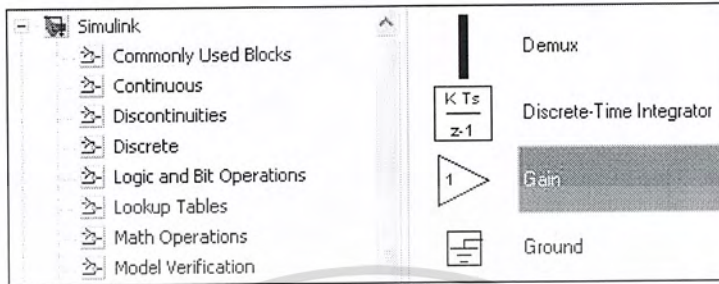 Simulink
Commonly Used Blocks
Continuous
Discontinuities
Discrete
Logic and Bit Operations
Lookup Tables
Math Operations
Model Verification
Demux
K Ts
z-1
Discrete-Time Integrator
1
Gain
Ground